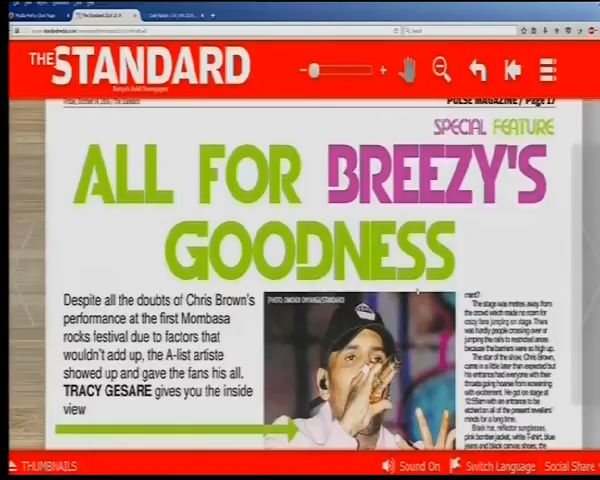 THE STANDARD
Kenya's Bold Newspaper
Friday, October 14, 2016 / The Standard
PULSE MAGAZINE / Page 17
SPECIAL FEATURE
ALL FOR BREEZY'S
GOODNESS
Despite all the doubts of Chris Brown's
performance at the first Mombasa
rocks festival due to factors that
wouldn't add up, the A-list artiste
showed up and gave the fans his all.
TRACY GESARE gives you the inside
view
ment?
The stage was metres away from
the crowd which made no room for
crazy fans jumping on stage. There
was hardly people crossing over or
jumping the rails to restricted areas
because the barriers were so high up.
The star of the show, Chris Brown,
came in a little later than expected but
his entrance had everyone with their
throats going hoarse from screaming
with excitement. He got on stage at
12:55am with an entrance to be
etched on all of the present revellers'
minds for a long time.
Black hat, reflector sunglasses,
pink bomber jacket, white T-shirt, blue
jeans and black canvas shoes, the
THUMBNAILS
Sound On
Switch Language
Social Share